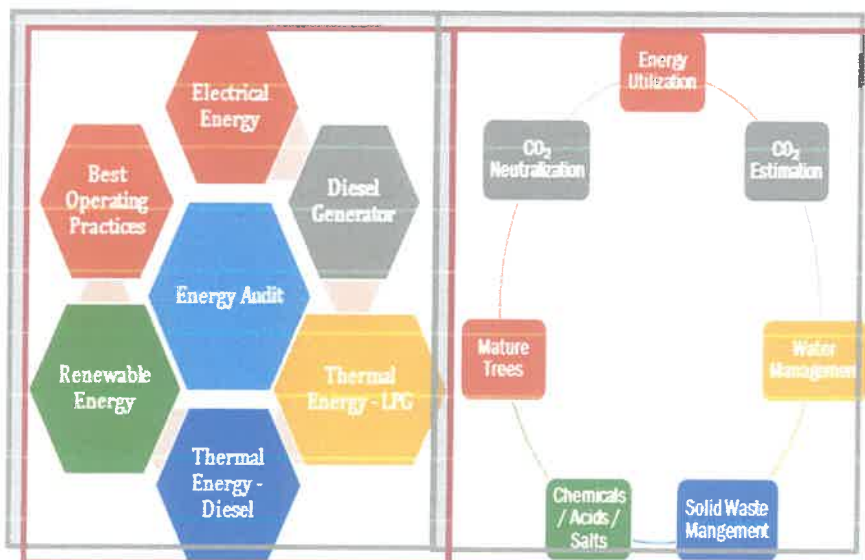 Electrical
Energy
Best
Operating
Practices
Diesel
Generator
Energy Audit
Renewable
Energy
Thermal
Energy - LPG
Thermal
Energy -
Diesel
Energy
Utilization
CO₂
Neutralization
CO₂
Estimation
Mature
Trees
Water
Management
Chemicals
/ Acids /
Salts
Solid Waste
Mangement